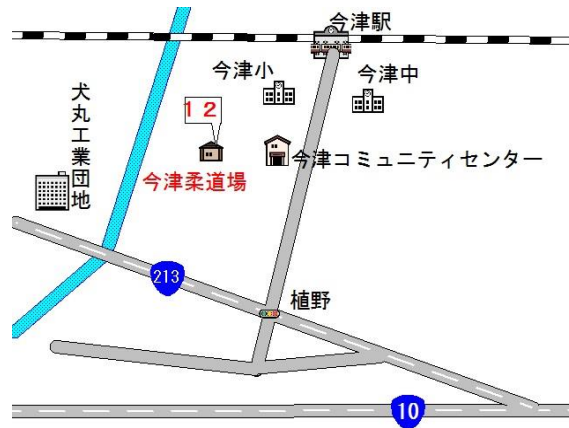 今津駅
今津小
今津中
犬丸工業団地
12
今津コミュニティセンター
今津柔道場
213
植野
10